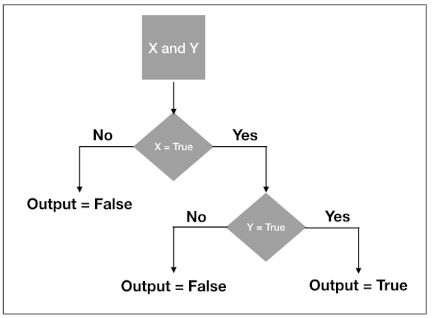 X and Y
No
X = True
Yes
Output = False
No
Y = True
Yes
Output = False
Output = True